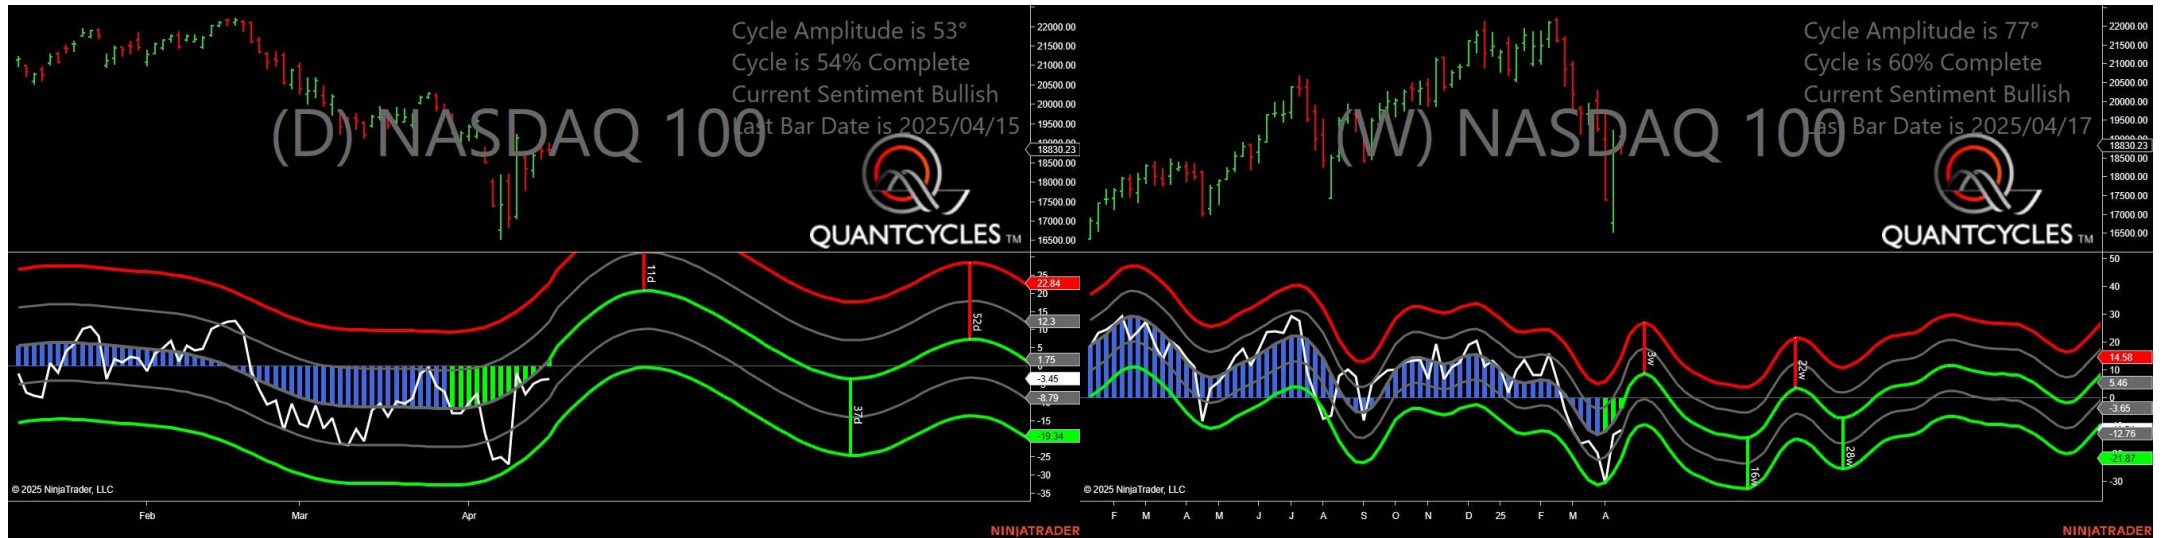 Cycle Amplitude is 53°
Cycle is 54% Complete
Current Sentiment Bullish
Last Bar Date is 2025/04/15
(D) NASDAQ 100
QUANTCYCLES TM
22000.00
21500.00
21000.00
20500.00
20000.00
19500.00
18830.23
18500.00
18000.00
17500.00
17000.00
16500.00
11d
37d
52d
25
22.84
20
15
12.3
10
5
1.75
-3.45
-8.79
-15
-19.34
-25
-30
-35
© 2025 NinjaTrader, LLC
Feb Mar Apr
NINJATRADER
Cycle Amplitude is 77°
Cycle is 60% Complete
Current Sentiment Bullish
Last Bar Date is 2025/04/17
(W) NASDAQ 100
QUANTCYCLES TM
22000.00
21500.00
21000.00
20500.00
20000.00
19500.00
19000.00
18830.23
18500.00
18000.00
17500.00
17000.00
16500.00
16w
22w
28w
50
40
30
20
14.58
10
5.46
0
-3.65
-12.76
-21.87
-30
© 2025 NinjaTrader, LLC
F M A M J J A S O N D 25 F M A
NINJATRADER